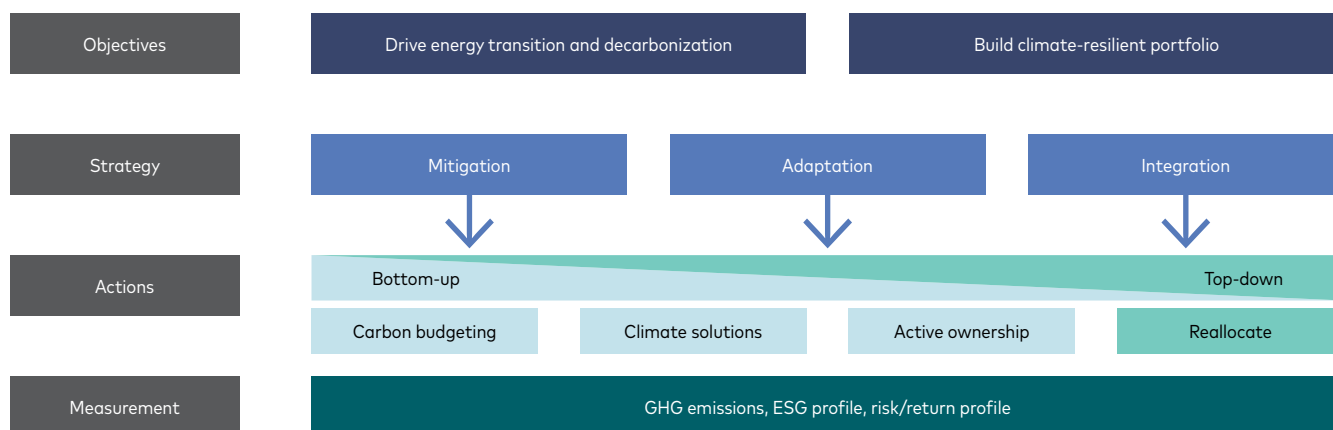 Objectives
Drive energy transition and decarbonization
Build climate-resilient portfolio
Strategy
Mitigation
Adaptation
Integration
Actions
Bottom-up
Top-down
Carbon budgeting
Climate solutions
Active ownership
Reallocate
Measurement
GHG emissions, ESG profile, risk/return profile